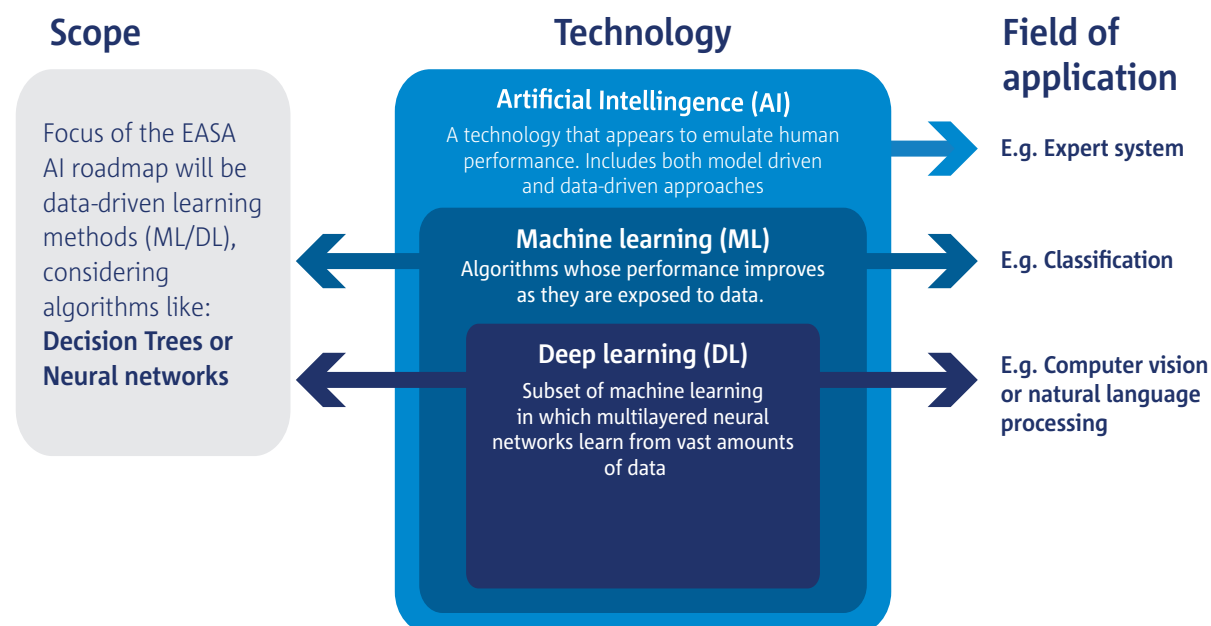 Scope
Focus of the EASA
AI roadmap will be
data-driven learning
methods (ML/DL),
considering
algorithms like:
Decision Trees or
Neural networks
Technology
Artificial Intellingence (AI)
A technology that appears to emulate human
performance. Includes both model driven
and data-driven approaches
Machine learning (ML)
Algorithms whose performance improves
as they are exposed to data.
Deep learning (DL)
Subset of machine learning
in which multilayered neural
networks learn from vast amounts
of data
Field of
application
E.g. Expert system
E.g. Classification
E.g. Computer vision
or natural language
processing